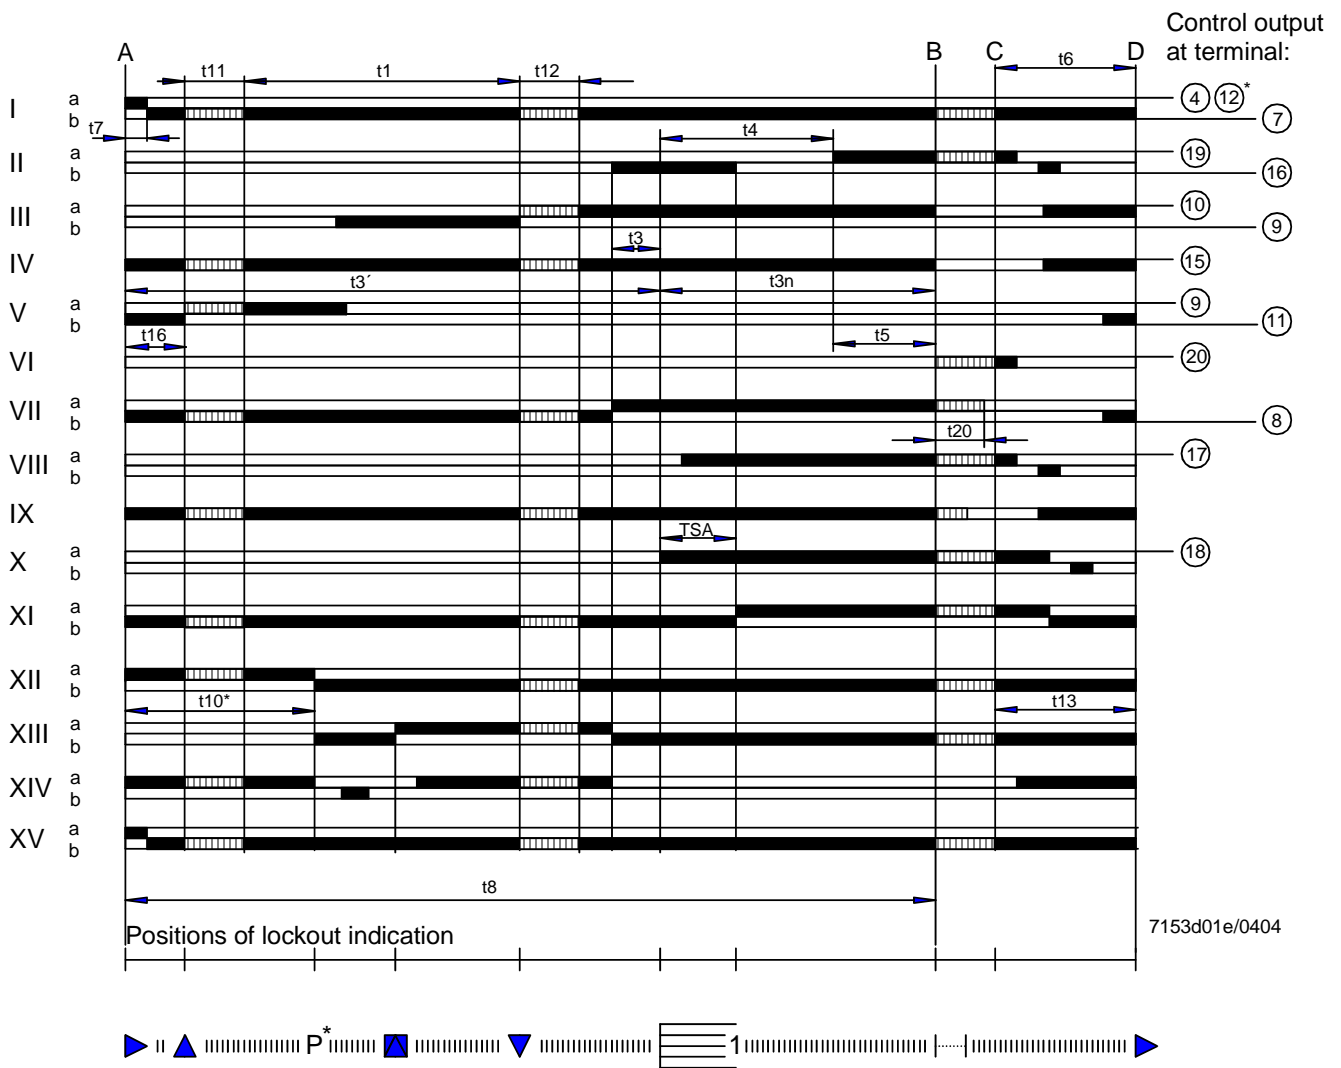 Control output
at terminal:
A B C D
t11 t1 t12 t6
I a b 4 12* 7
t7
t4
II a b 19 16
III a b 10 9
t3
IV 15
t3´ t3n
V a b 9 11
t16 t5
VI 20
VII a b 8
t20
VIII a b 17
IX
TSA
X a b 18
XI a b
XII a b
t10* t13
XIII a b
XIV a b
XV a b
t8
Positions of lockout indication
7153d01e/0404
P* 1